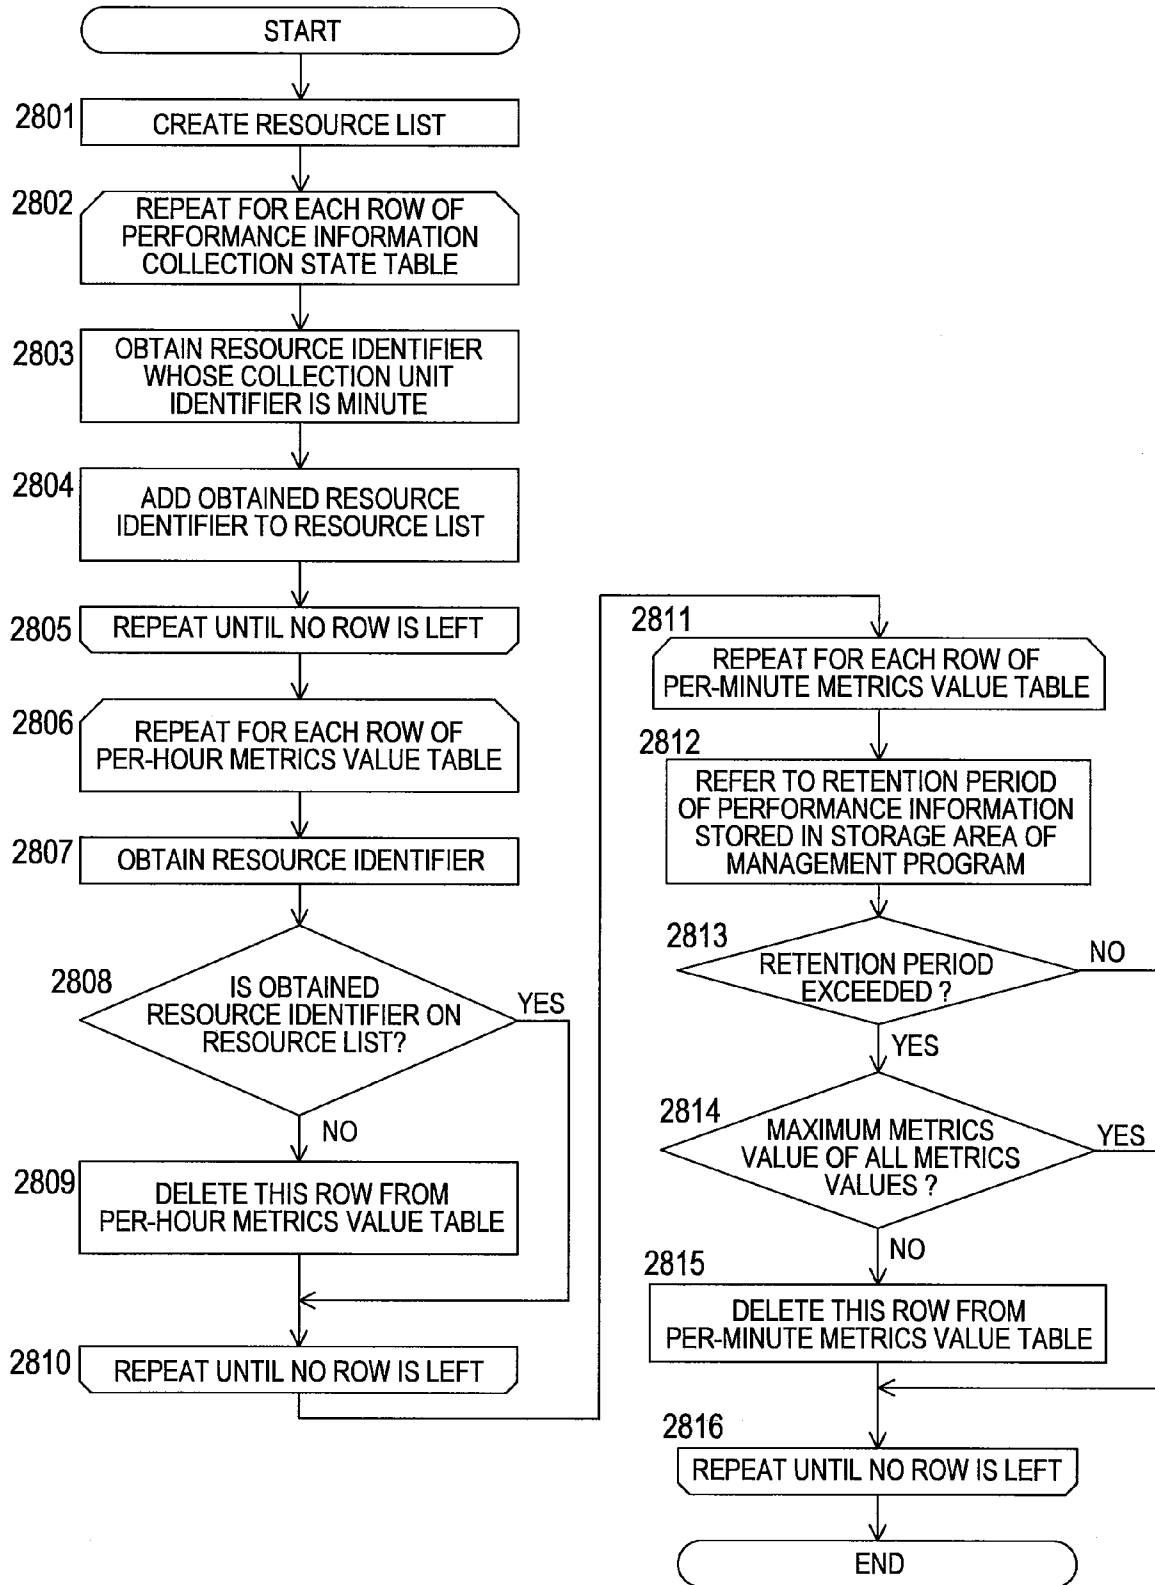 START
2801
CREATE RESOURCE LIST
2802
REPEAT FOR EACH ROW OF
PERFORMANCE INFORMATION
COLLECTION STATE TABLE
2803
OBTAIN RESOURCE IDENTIFIER
WHOSE COLLECTION UNIT
IDENTIFIER IS MINUTE
2804
ADD OBTAINED RESOURCE
IDENTIFIER TO RESOURCE LIST
2805
REPEAT UNTIL NO ROW IS LEFT
2806
REPEAT FOR EACH ROW OF
PER-HOUR METRICS VALUE TABLE
2807
OBTAIN RESOURCE IDENTIFIER
2808
IS OBTAINED
RESOURCE IDENTIFIER ON
RESOURCE LIST?
YES
NO
2809
DELETE THIS ROW FROM
PER-HOUR METRICS VALUE TABLE
2810
REPEAT UNTIL NO ROW IS LEFT
2811
REPEAT FOR EACH ROW OF
PER-MINUTE METRICS VALUE TABLE
2812
REFER TO RETENTION PERIOD
OF PERFORMANCE INFORMATION
STORED IN STORAGE AREA OF
MANAGEMENT PROGRAM
2813
RETENTION PERIOD
EXCEEDED ?
NO
YES
2814
MAXIMUM METRICS
VALUE OF ALL METRICS
VALUES ?
YES
NO
2815
DELETE THIS ROW FROM
PER-MINUTE METRICS VALUE TABLE
2816
REPEAT UNTIL NO ROW IS LEFT
END